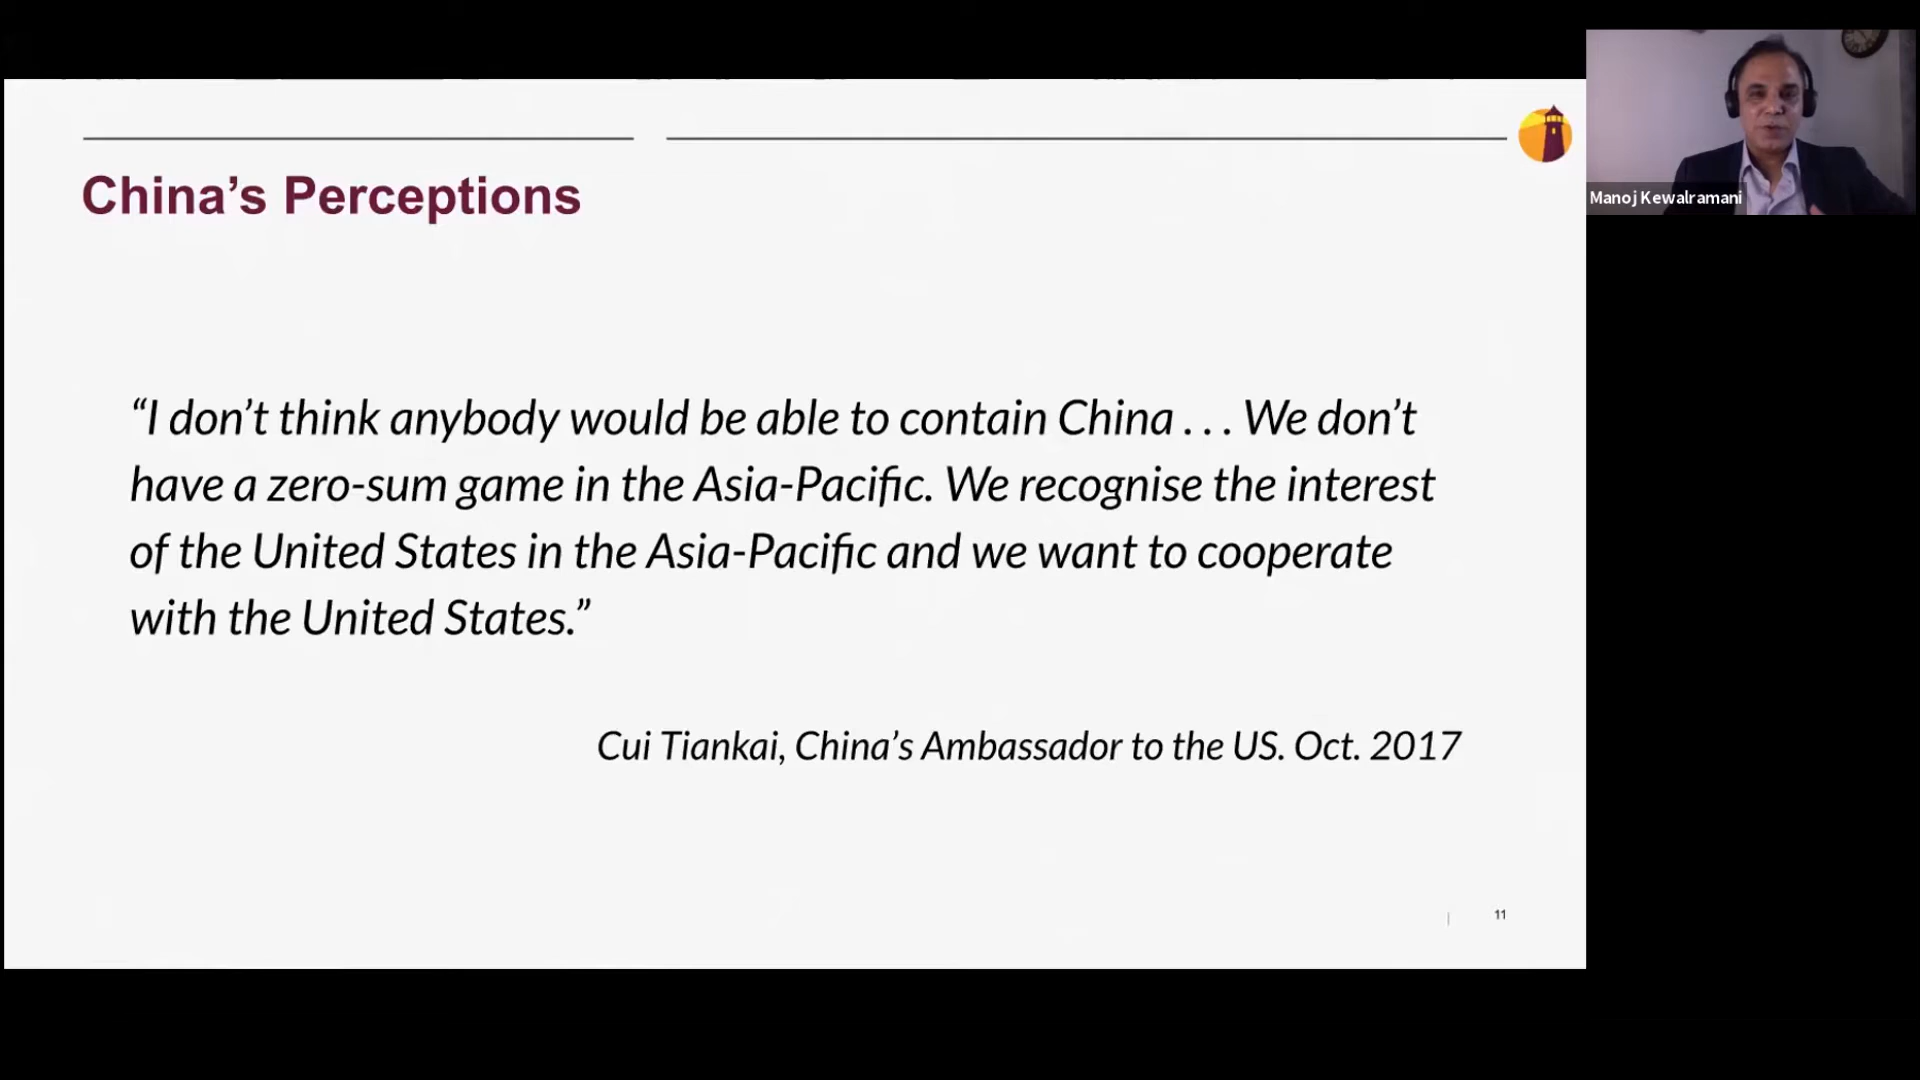 China’s Perceptions
“I don’t think anybody would be able to contain China . . . We don’t
have a zero-sum game in the Asia-Pacific. We recognise the interest
of the United States in the Asia-Pacific and we want to cooperate
with the United States.”
Cui Tiankai, China’s Ambassador to the US. Oct. 2017
11
Manoj Kewalramani